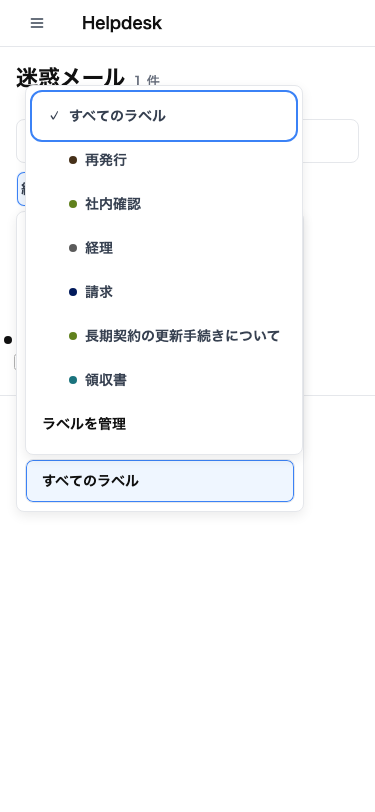 Helpdesk
迷惑メール 1 件
✓ すべてのラベル
再発行
社内確認
経理
請求
長期契約の更新手続きについて
領収書
ラベルを管理
すべてのラベル